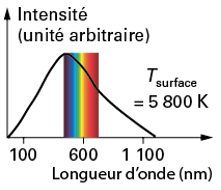 Intensité
(unité arbitraire)
T surface
= 5 800 K
100 600 1 100
Longueur d'onde (nm)